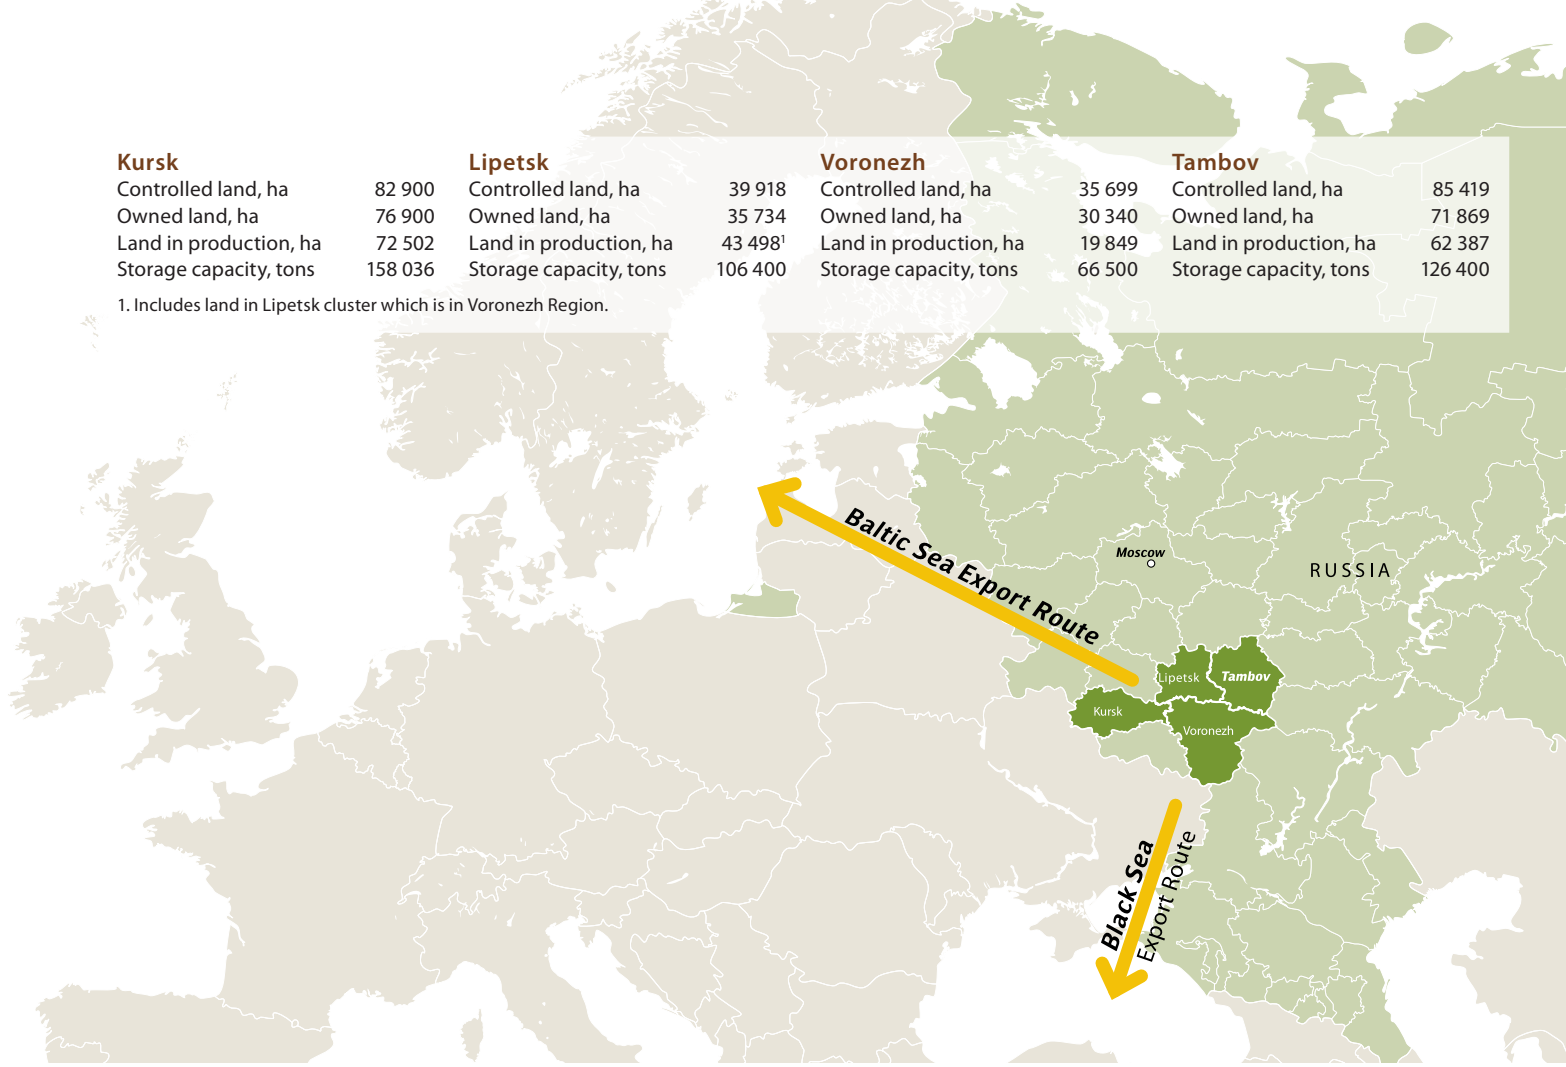 Kursk
Controlled land, ha 82 900
Owned land, ha 76 900
Land in production, ha 72 502
Storage capacity, tons 158 036
Lipetsk
Controlled land, ha 39 918
Owned land, ha 35 734
Land in production, ha 43 498¹
Storage capacity, tons 106 400
Voronezh
Controlled land, ha 35 699
Owned land, ha 30 340
Land in production, ha 19 849
Storage capacity, tons 66 500
Tambov
Controlled land, ha 85 419
Owned land, ha 71 869
Land in production, ha 62 387
Storage capacity, tons 126 400
1. Includes land in Lipetsk cluster which is in Voronezh Region.
Baltic Sea Export Route
Moscow
RUSSIA
Lipetsk
Tambov
Kursk
Voronezh
Black Sea
Export Route